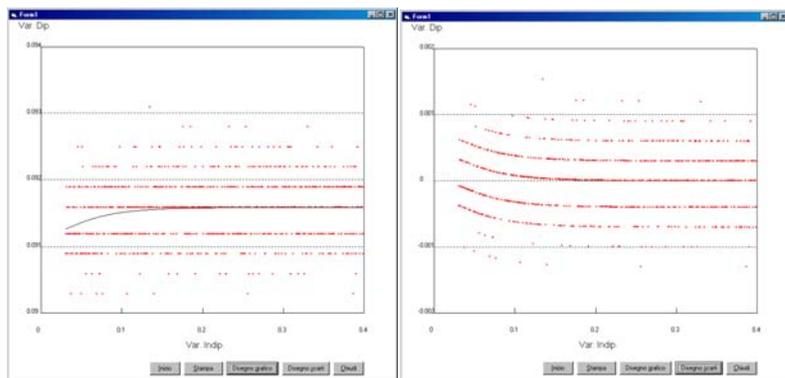 Form1
Var. Dip.
0.094
0.093
0.092
0.091
0.09
0
0.1
0.2
0.3
0.4
Var. Indip.
Inizio
Stampa
Disegno grafico
Disegno scarti
Chiudi
Form1
Var. Dip.
0.002
0.001
0
-0.001
-0.002
0
0.1
0.2
0.3
0.4
Var. Indip.
Inizio
Stampa
Disegno grafico
Disegno scarti
Chiudi